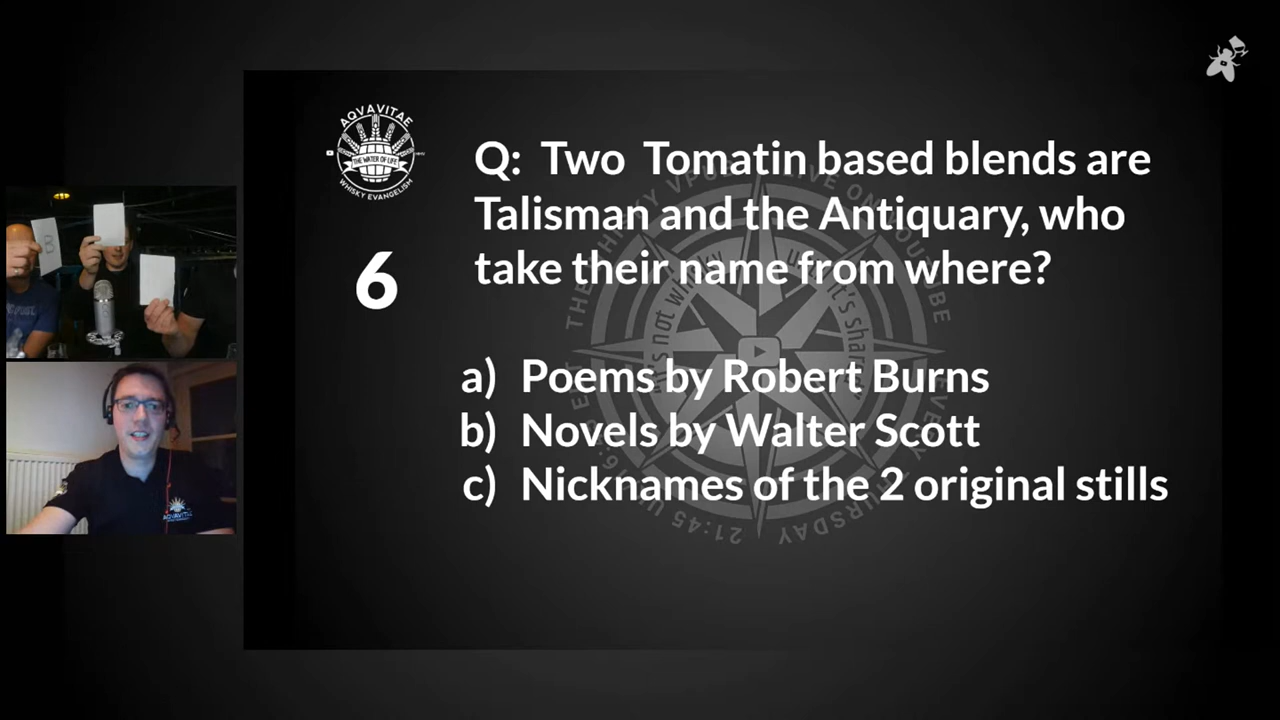 AQVAVITAE
THE WATER OF LIFE
WHISKY EVANGELISM
6
Q: Two Tomatin based blends are
Talisman and the Antiquary, who
take their name from where?
a) Poems by Robert Burns
b) Novels by Walter Scott
c) Nicknames of the 2 original stills
B
AQVAVITAE